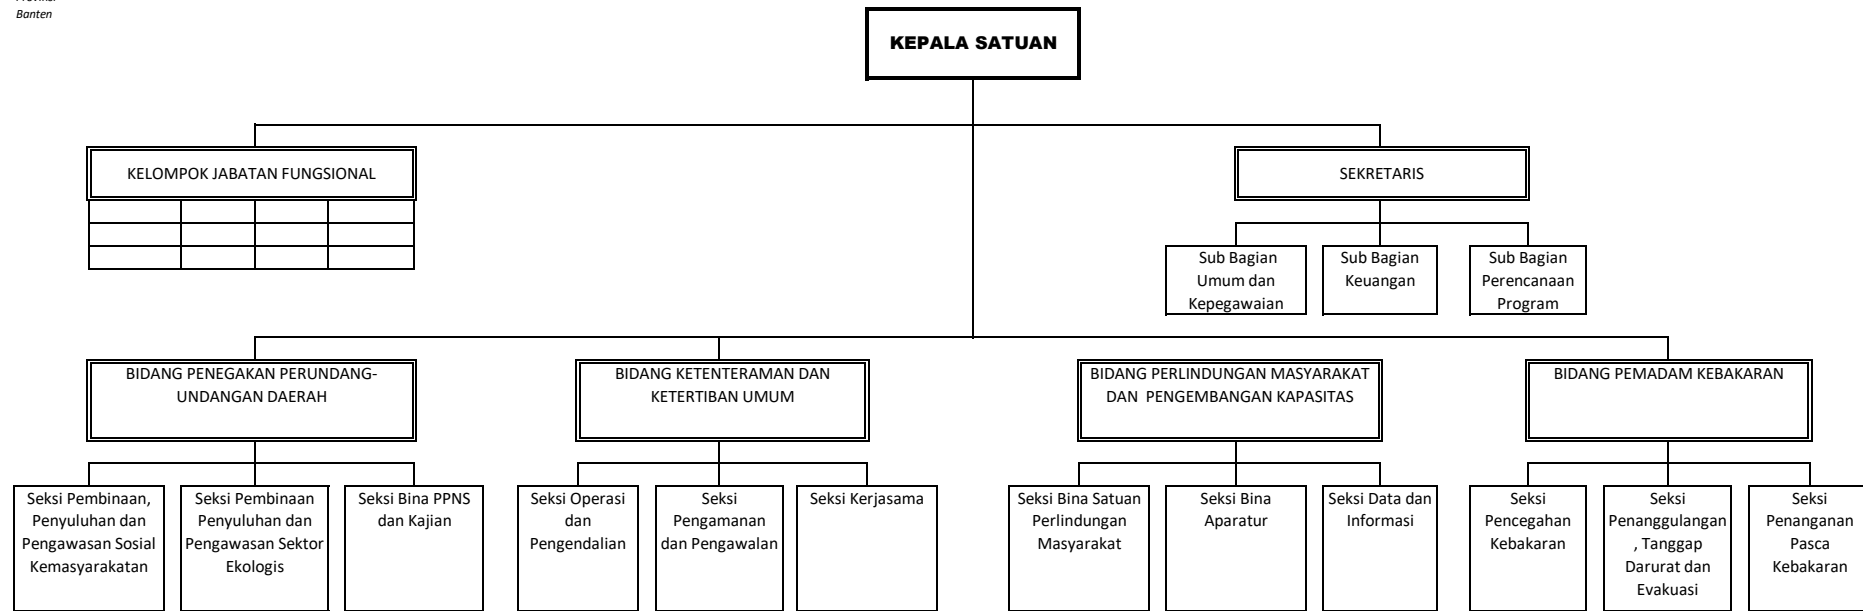 Banten
KEPALA SATUAN
KELOMPOK JABATAN FUNGSIONAL
SEKRETARIS
Sub Bagian
Umum dan
Kepegawaian
Sub Bagian
Keuangan
Sub Bagian
Perencanaan
Program
BIDANG PENEGAKAN PERUNDANG-
UNDANGAN DAERAH
BIDANG KETENTERAMAN DAN
KETERTIBAN UMUM
BIDANG PERLINDUNGAN MASYARAKAT
DAN PENGEMBANGAN KAPASITAS
BIDANG PEMADAM KEBAKARAN
Seksi Pembinaan,
Penyuluhan dan
Pengawasan Sosial
Kemasyarakatan
Seksi Pembinaan
Penyuluhan dan
Pengawasan Sektor
Ekologis
Seksi Bina PPNS
dan Kajian
Seksi Operasi
dan
Pengendalian
Seksi
Pengamanan
dan Pengawalan
Seksi Kerjasama
Seksi Bina Satuan
Perlindungan
Masyarakat
Seksi Bina
Aparatur
Seksi Data dan
Informasi
Seksi
Pencegahan
Kebakaran
Seksi
Penanggulangan
, Tanggap
Darurat dan
Evakuasi
Seksi
Penanganan
Pasca
Kebakaran